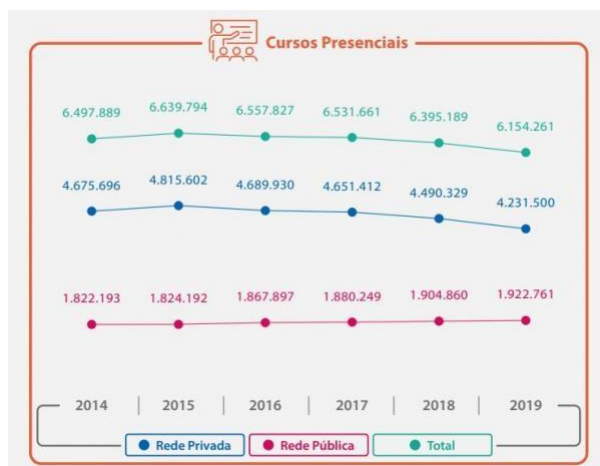 Cursos Presenciais
6.497.889 6.639.794 6.557.827 6.531.661 6.395.189 6.154.261
4.675.696 4.815.602 4.689.930 4.651.412 4.490.329 4.231.500
1.822.193 1.824.192 1.867.897 1.880.249 1.904.860 1.922.761
2014 2015 2016 2017 2018 2019
Rede Privada Rede Pública Total